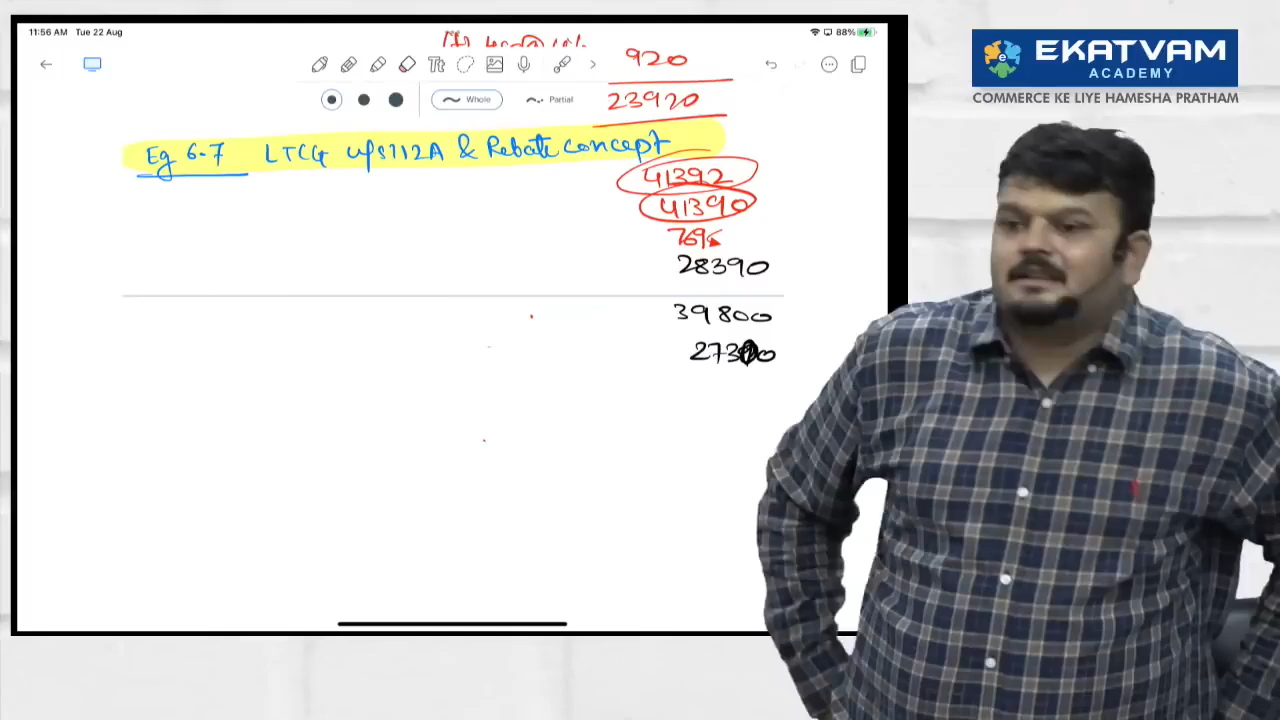 11:56 AM Tue 22 Aug
88%
EKATVAM
ACADEMY
COMMERCE KE LIYE HAMESHA PRATHAM
Tt
Whole
Partial
920
23920
Eg 6-7 LTCG u/s 112A & Rebate concept
41392
41390
28390
39800